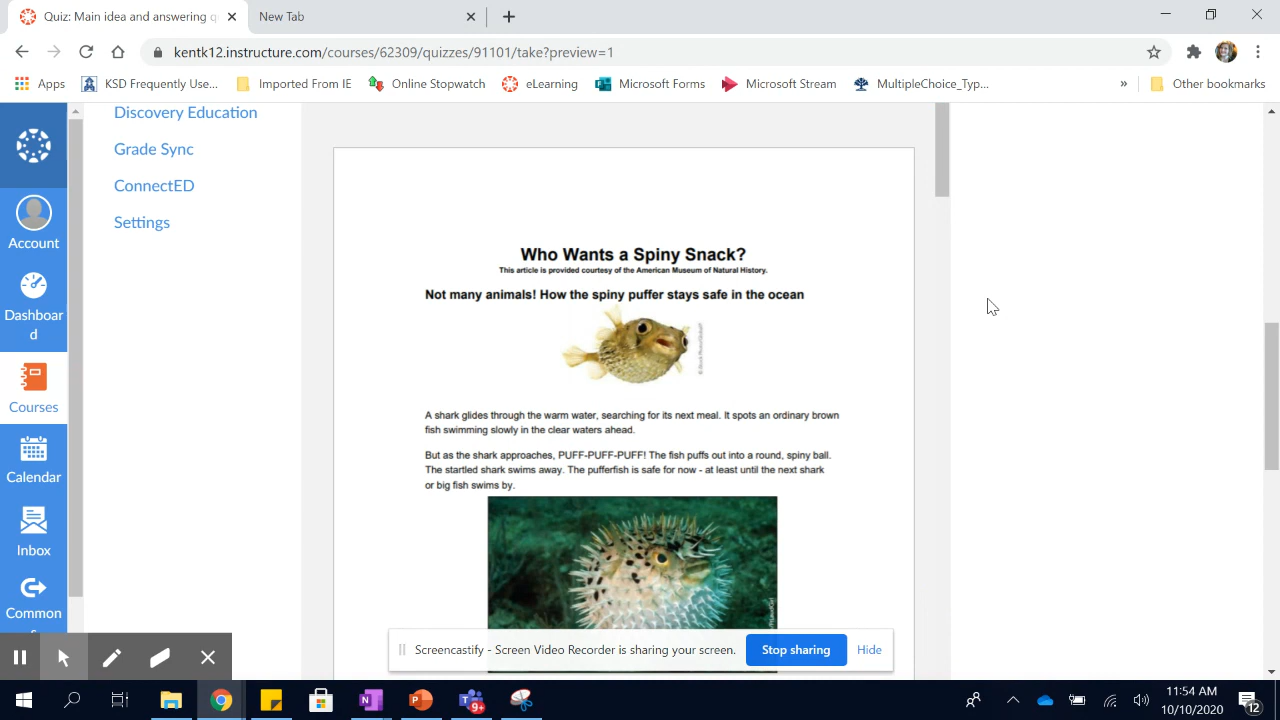 Quiz: Main idea and answering q
New Tab
kentk12.instructure.com/courses/62309/quizzes/91101/take?preview=1
Apps
KSD Frequently Use...
Imported From IE
Online Stopwatch
eLearning
Microsoft Forms
Microsoft Stream
MultipleChoice_Typ...
»
Other bookmarks
Discovery Education
Grade Sync
ConnectED
Settings
Account
Dashboar
d
Courses
Calendar
Inbox
Common
Who Wants a Spiny Snack?
This article is provided courtesy of the American Museum of Natural History.
Not many animals! How the spiny puffer stays safe in the ocean
A shark glides through the warm water, searching for its next meal. It spots an ordinary brown
fish swimming slowly in the clear waters ahead.
But as the shark approaches, PUFF-PUFF-PUFF! The fish puffs out into a round, spiny ball.
The startled shark swims away. The pufferfish is safe for now - at least until the next shark
or big fish swims by.
Screencastify - Screen Video Recorder is sharing your screen.
Stop sharing
Hide
9+
11:54 AM
10/10/2020
12